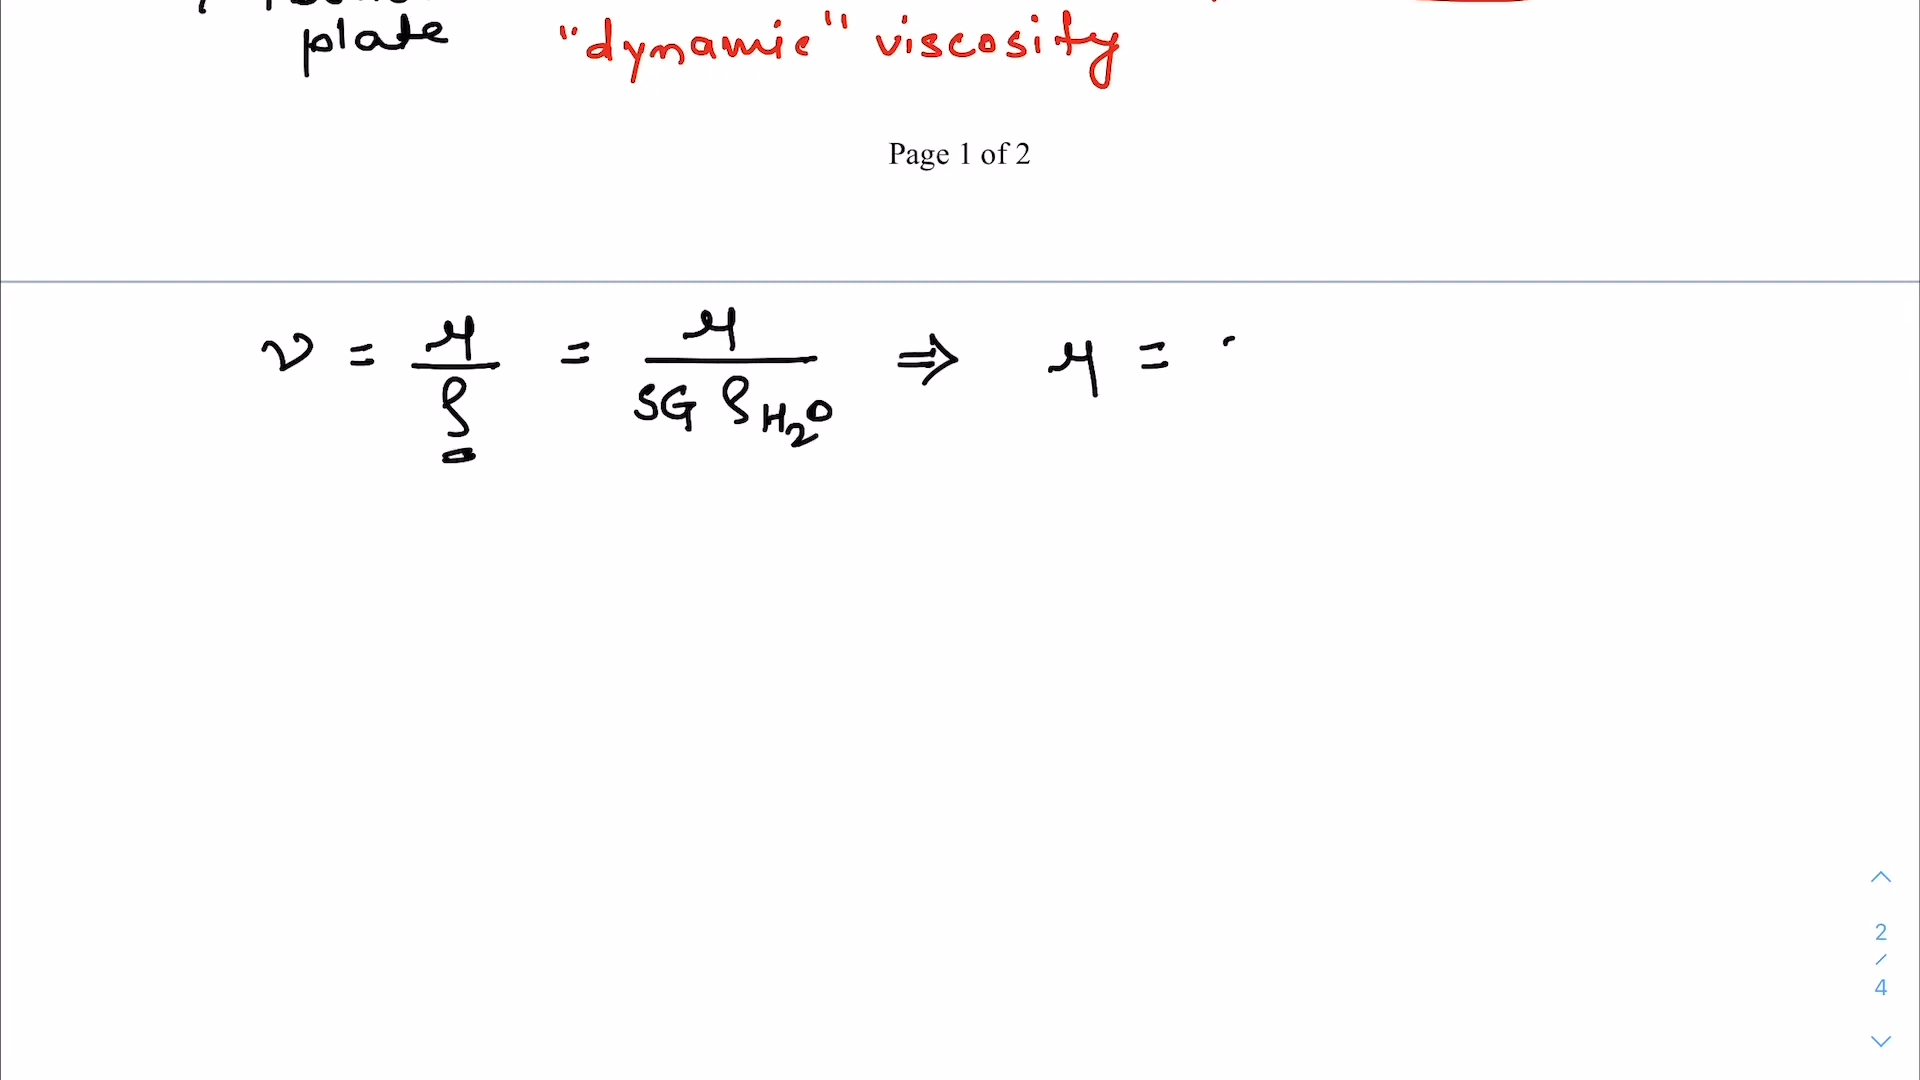 plate "dynamic" viscosity
Page 1 of 2
ν = μ/ρ = μ/(SG ρH₂O) ⇒ μ =
2
/
4